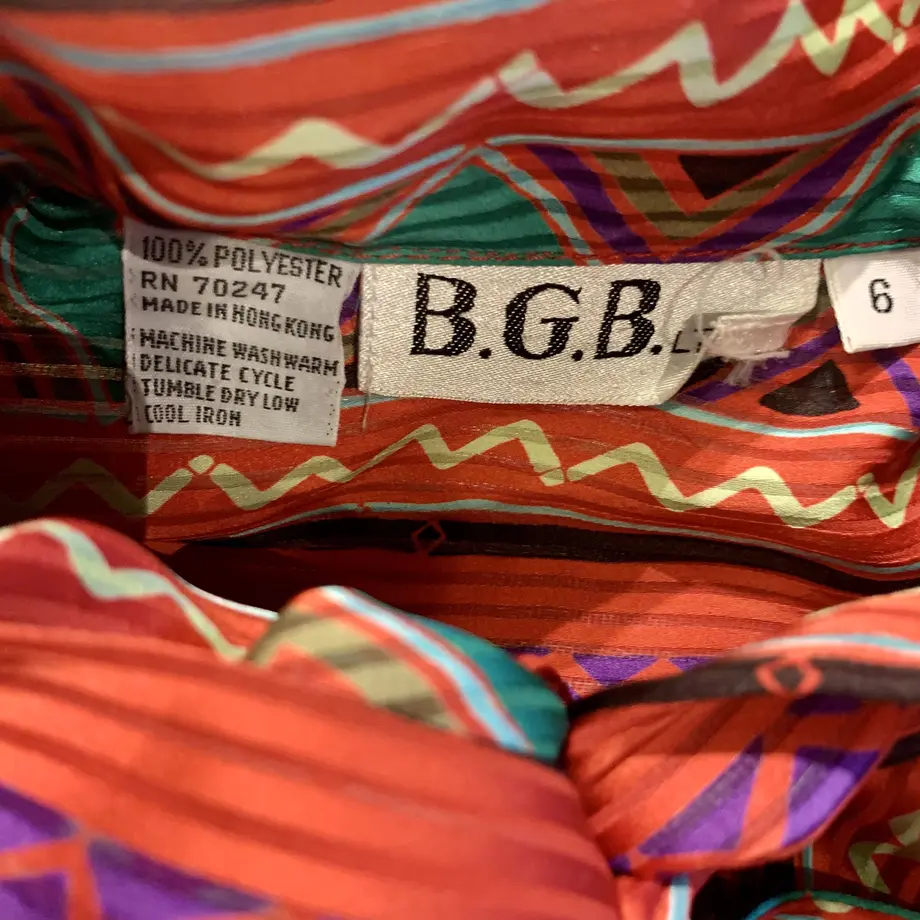 100% POLYESTER
RN 70247
MADE IN HONG KONG
MACHINE WASH WARM
DELICATE CYCLE
TUMBLE DRY LOW
COOL IRON
B.G.B.
6